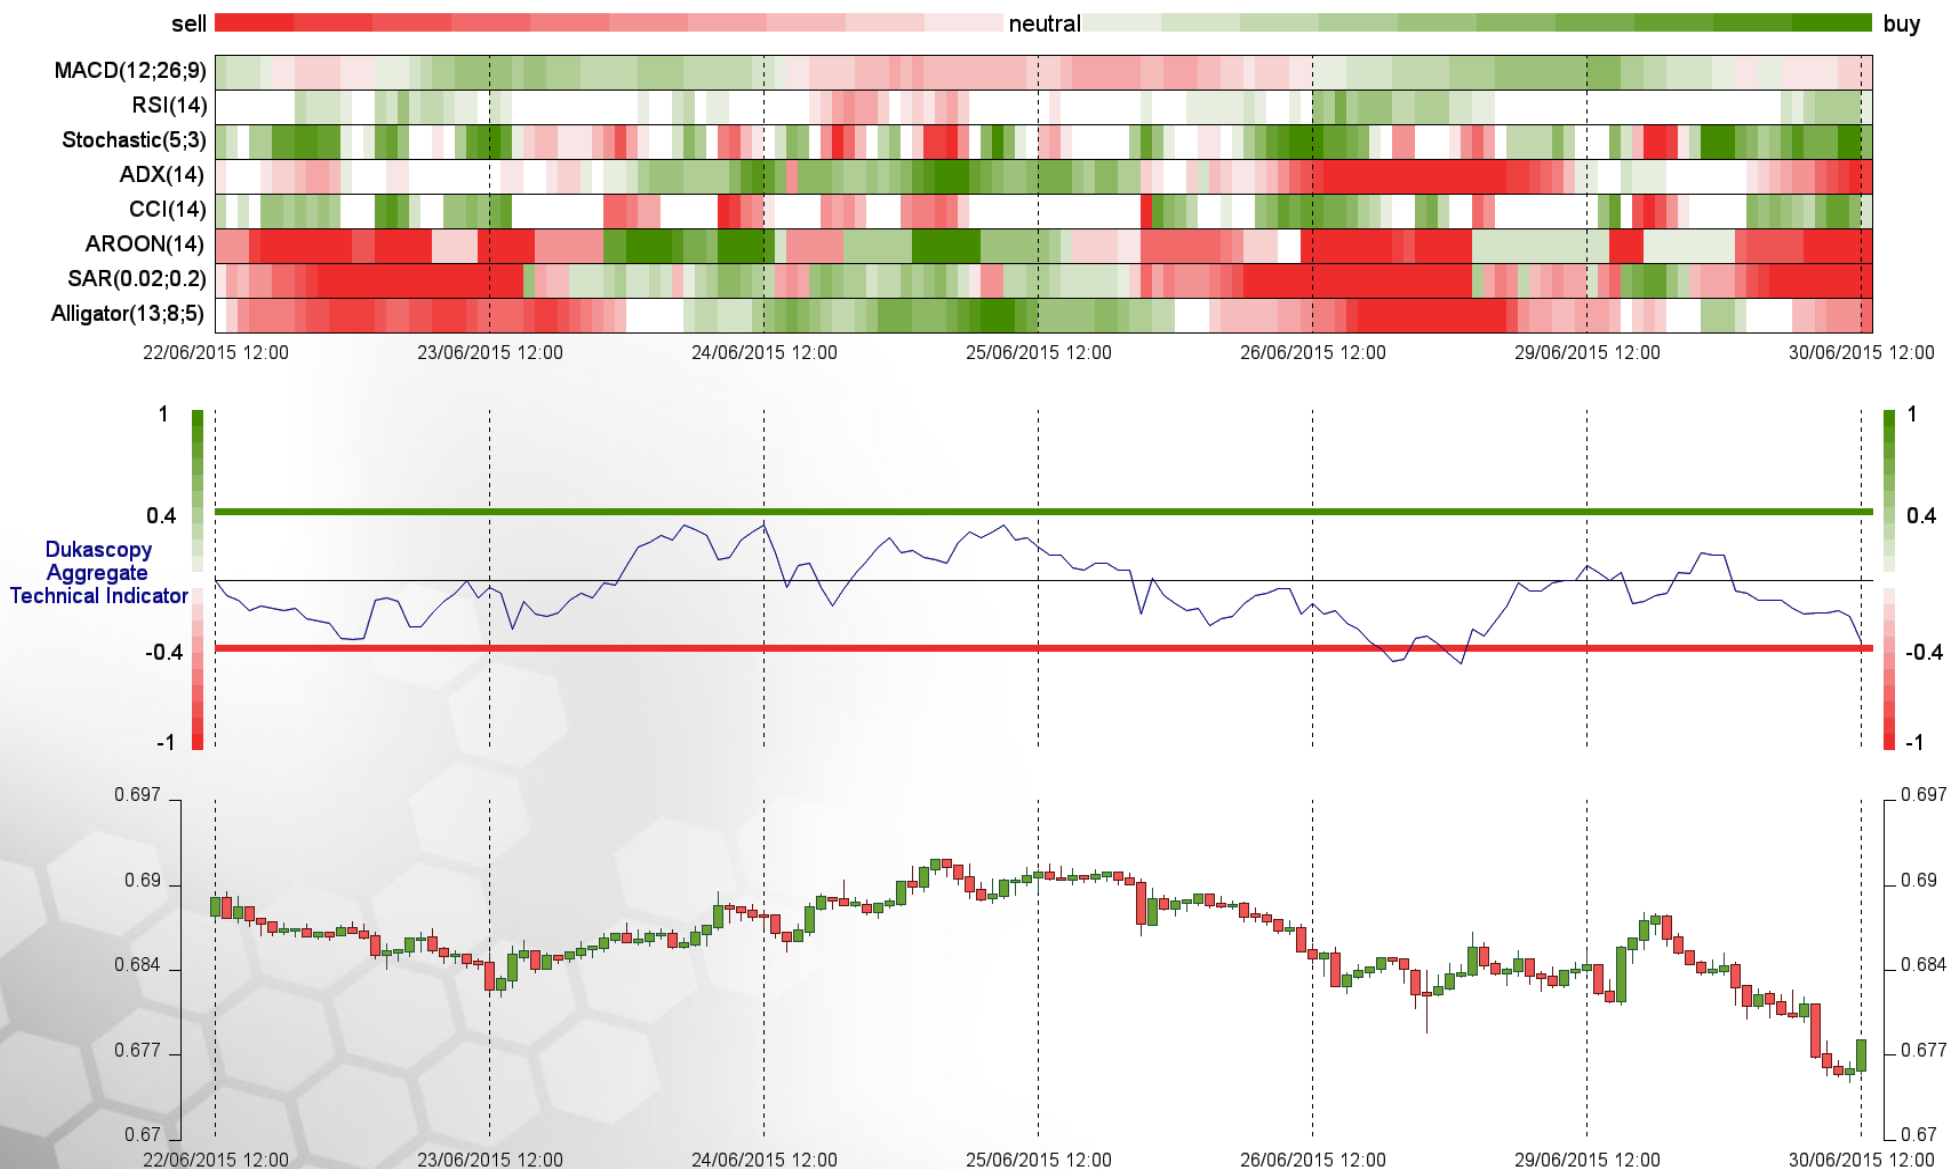 sell neutral buy
MACD(12;26;9)
RSI(14)
Stochastic(5;3)
ADX(14)
CCI(14)
AROON(14)
SAR(0.02;0.2)
Alligator(13;8;5)
22/06/2015 12:00 23/06/2015 12:00 24/06/2015 12:00 25/06/2015 12:00 26/06/2015 12:00 29/06/2015 12:00 30/06/2015 12:00
1 1
0.4 0.4
Dukascopy
Aggregate
Technical Indicator
-0.4 -0.4
-1 -1
0.697 0.697
0.69 0.69
0.684 0.684
0.677 0.677
0.67 0.67
22/06/2015 12:00 23/06/2015 12:00 24/06/2015 12:00 25/06/2015 12:00 26/06/2015 12:00 29/06/2015 12:00 30/06/2015 12:00